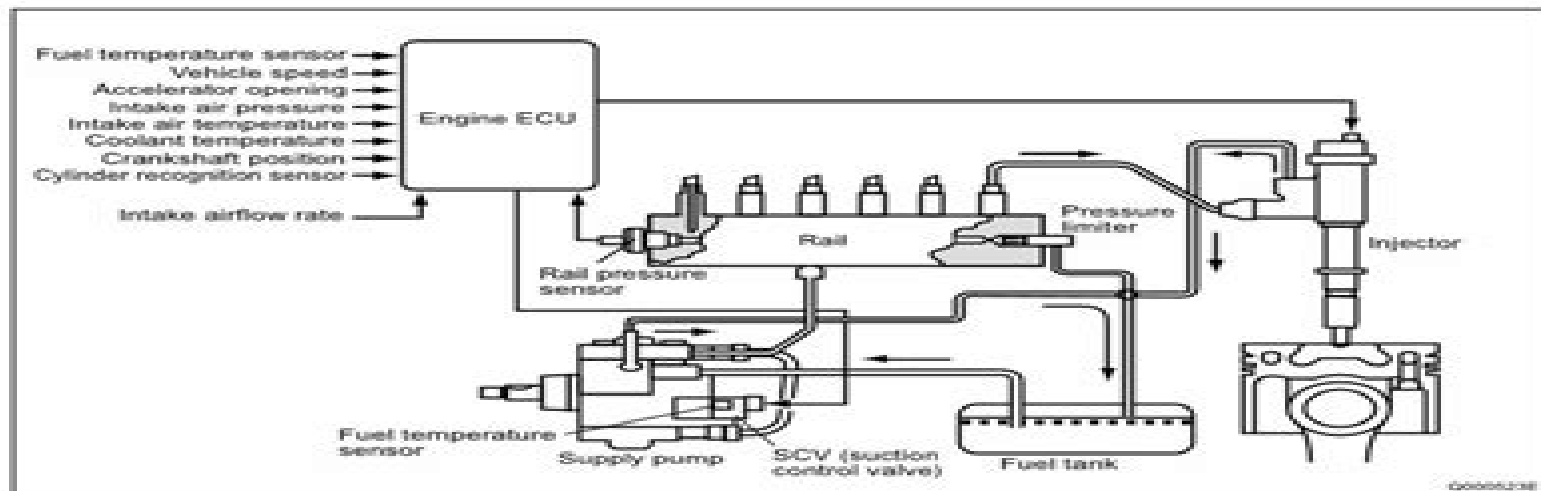 Fuel temperature sensor
Vehicle speed
Accelerator opening
Intake air pressure
Intake air temperature
Coolant temperature
Crankshaft position
Cylinder recognition sensor
Intake airflow rate
Engine ECU
Rail
Pressure
limiter
Injector
Rail pressure
sensor
Fuel temperature
sensor
Supply pump
SCV (suction
control valve)
Fuel tank
Q000523E